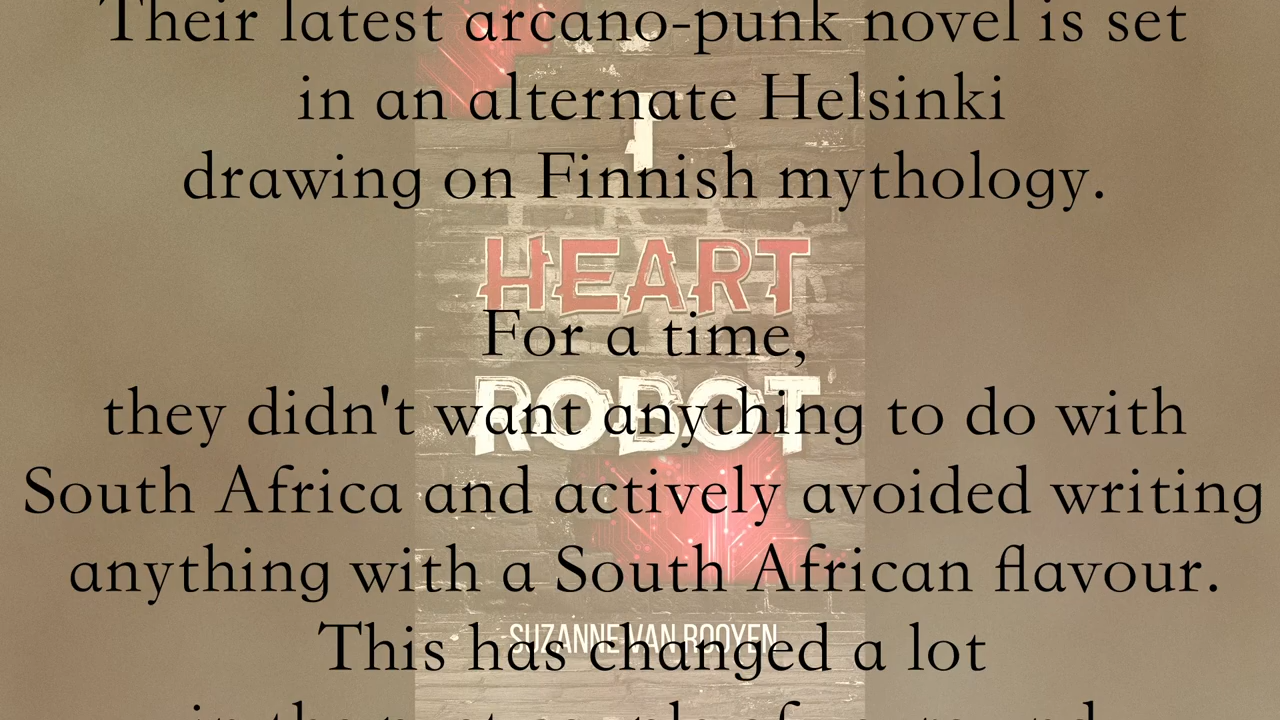 Their latest arcano-punk novel is set
in an alternate Helsinki
drawing on Finnish mythology.
I
HEART
For a time,
ROBOT
they didn't want anything to do with
South Africa and actively avoided writing
anything with a South African flavour.
SUZANNE VAN ROOYEN
This has changed a lot